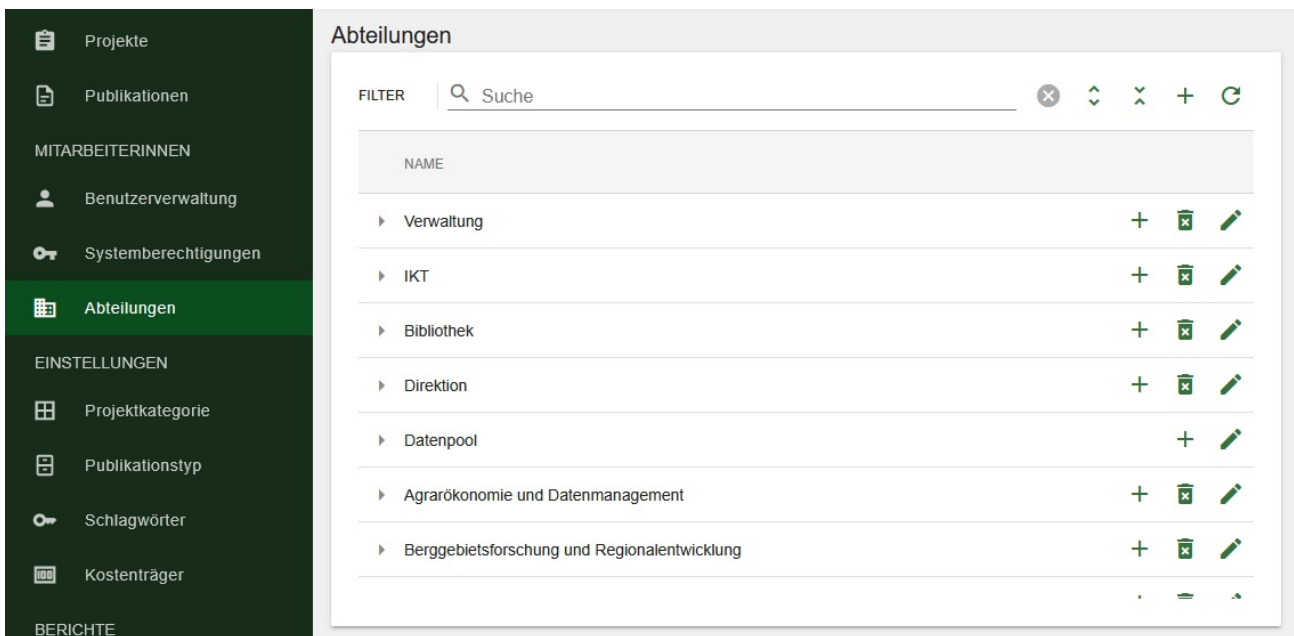 Projekte
Publikationen
MITARBEITERINNEN
Benutzerverwaltung
Systemberechtigungen
Abteilungen
EINSTELLUNGEN
Projektkategorie
Publikationstyp
Schlagwörter
Kostenträger
BERICHTE
Abteilungen
FILTER Suche
NAME
Verwaltung
IKT
Bibliothek
Direktion
Datenpool
Agrarökonomie und Datenmanagement
Berggebietsforschung und Regionalentwicklung